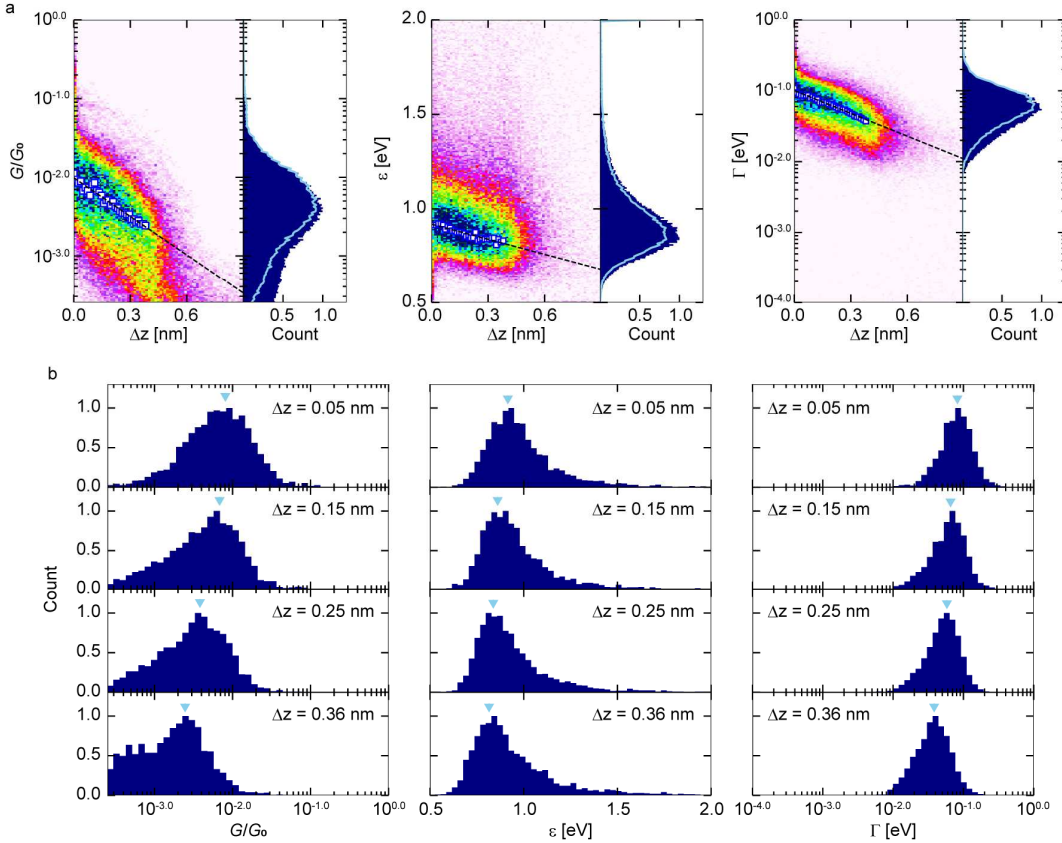 a
10^0.0
10^-1.0
10^-2.0
10^-3.0
G/G₀
0.0 0.3 0.6
Δz [nm]
0.5 1.0
Count
2.0
1.5
1.0
0.5
ε [eV]
0.0 0.3 0.6
Δz [nm]
0.5 1.0
Count
10^0.0
10^-1.0
10^-2.0
10^-3.0
10^-4.0
Γ [eV]
0.0 0.3 0.6
Δz [nm]
0.5 1.0
Count
b
Count
1.0
0.5
0.0
Δz = 0.05 nm
Δz = 0.05 nm
Δz = 0.05 nm
1.0
0.5
0.0
Δz = 0.15 nm
Δz = 0.15 nm
Δz = 0.15 nm
1.0
0.5
0.0
Δz = 0.25 nm
Δz = 0.25 nm
Δz = 0.25 nm
1.0
0.5
0.0
Δz = 0.36 nm
Δz = 0.36 nm
Δz = 0.36 nm
10^-3.0 10^-2.0 10^-1.0 10^0.0
G/G₀
0.5 1.0 1.5 2.0
ε [eV]
10^-4.0 10^-3.0 10^-2.0 10^-1.0 10^0.0
Γ [eV]